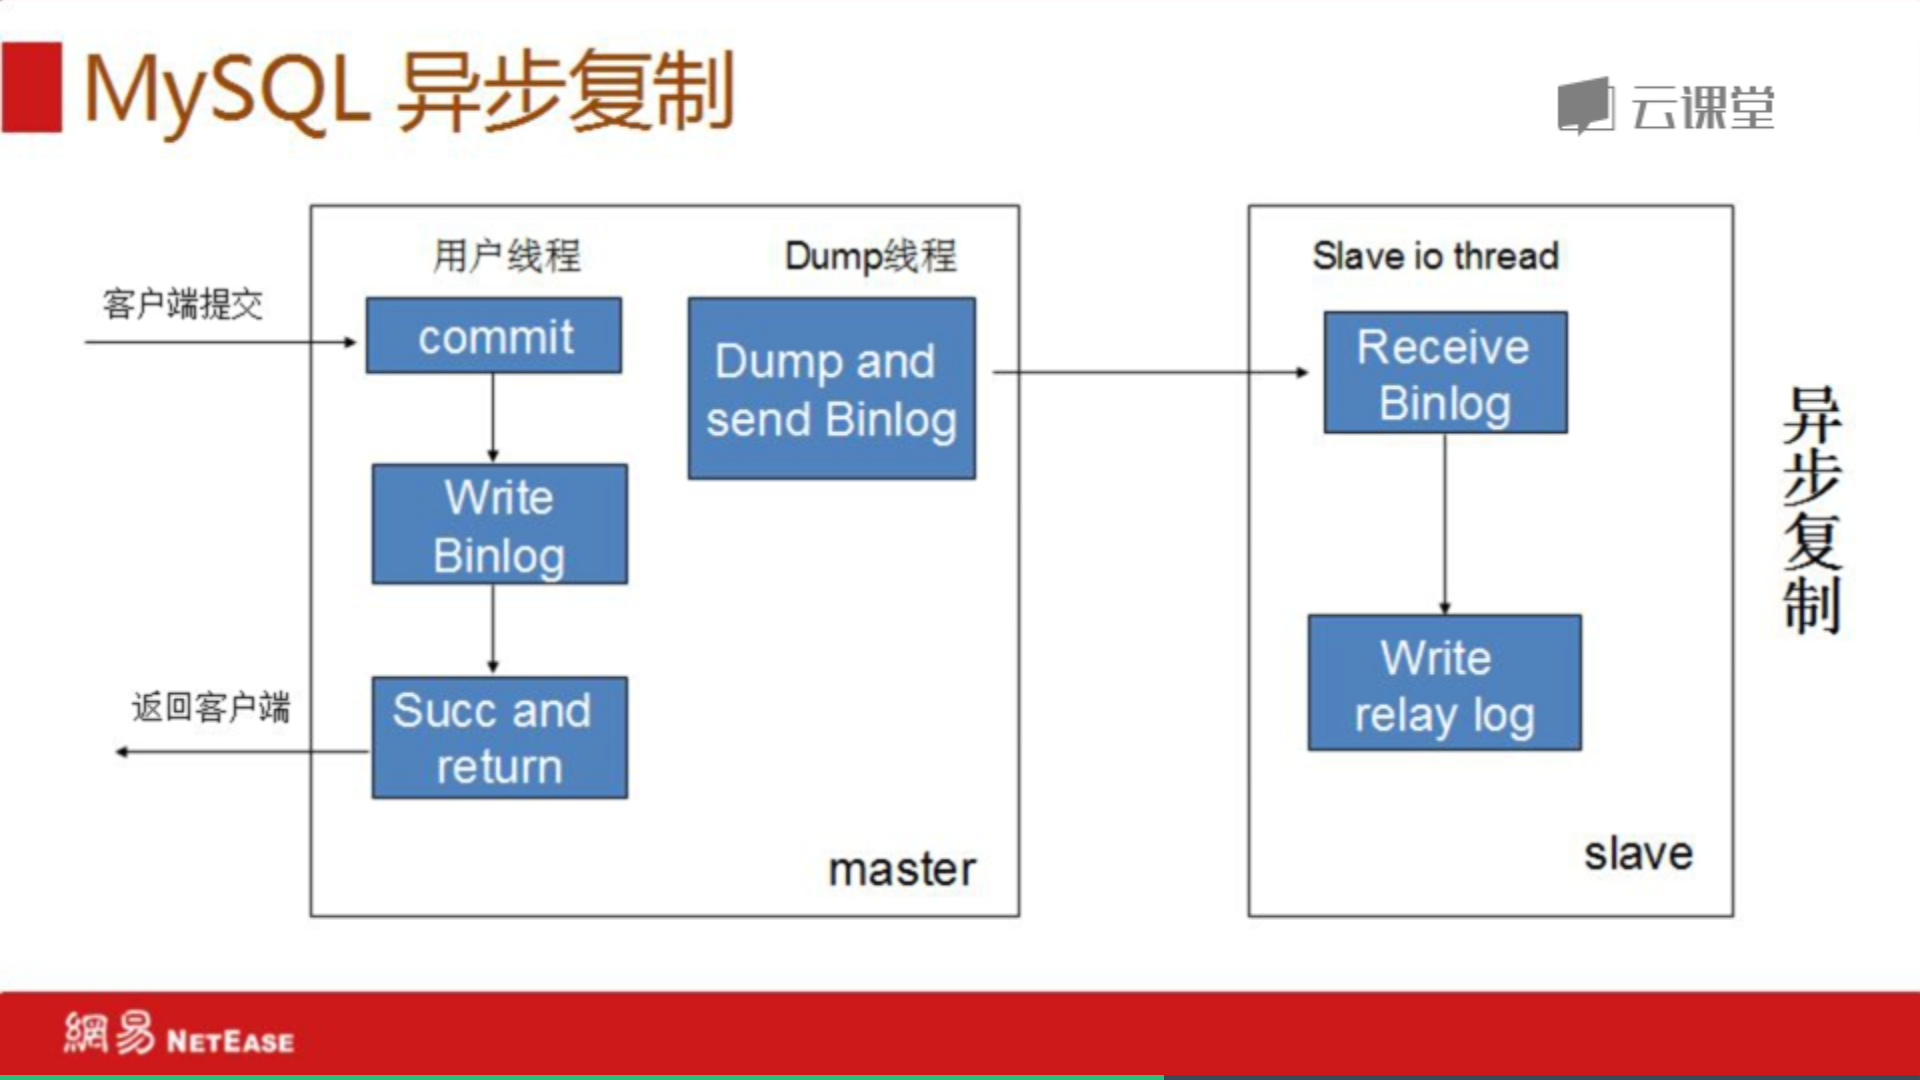 MySQL 异步复制
云课堂
用户线程
Dump线程
Slave io thread
客户端提交
commit
Dump and
send Binlog
Receive
Binlog
Write
Binlog
Write
relay log
返回客户端
Succ and
return
master
slave
异步复制
網易 NETEASE